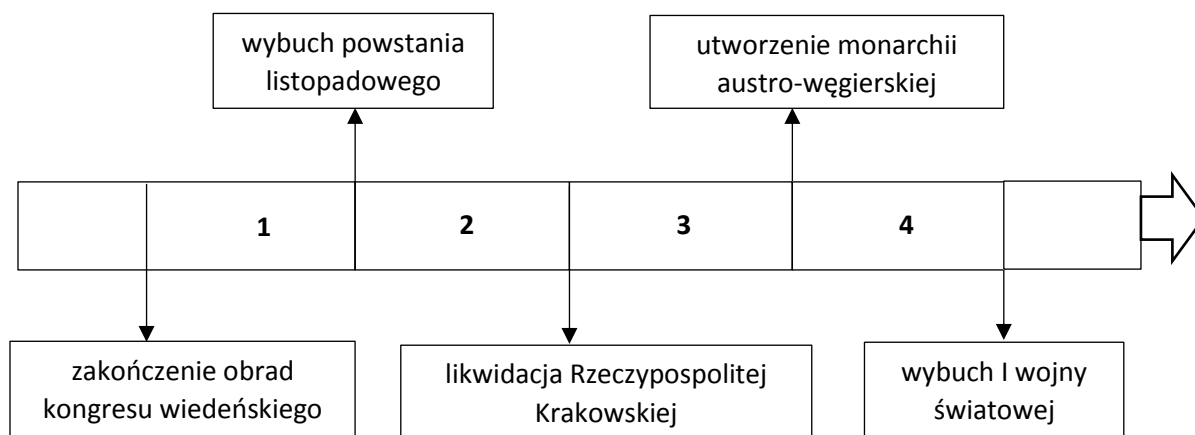 wybuch powstania
listopadowego
utworzenie monarchii
austro-węgierskiej
1
2
3
4
zakończenie obrad
kongresu wiedeńskiego
likwidacja Rzeczypospolitej
Krakowskiej
wybuch I wojny
światowej